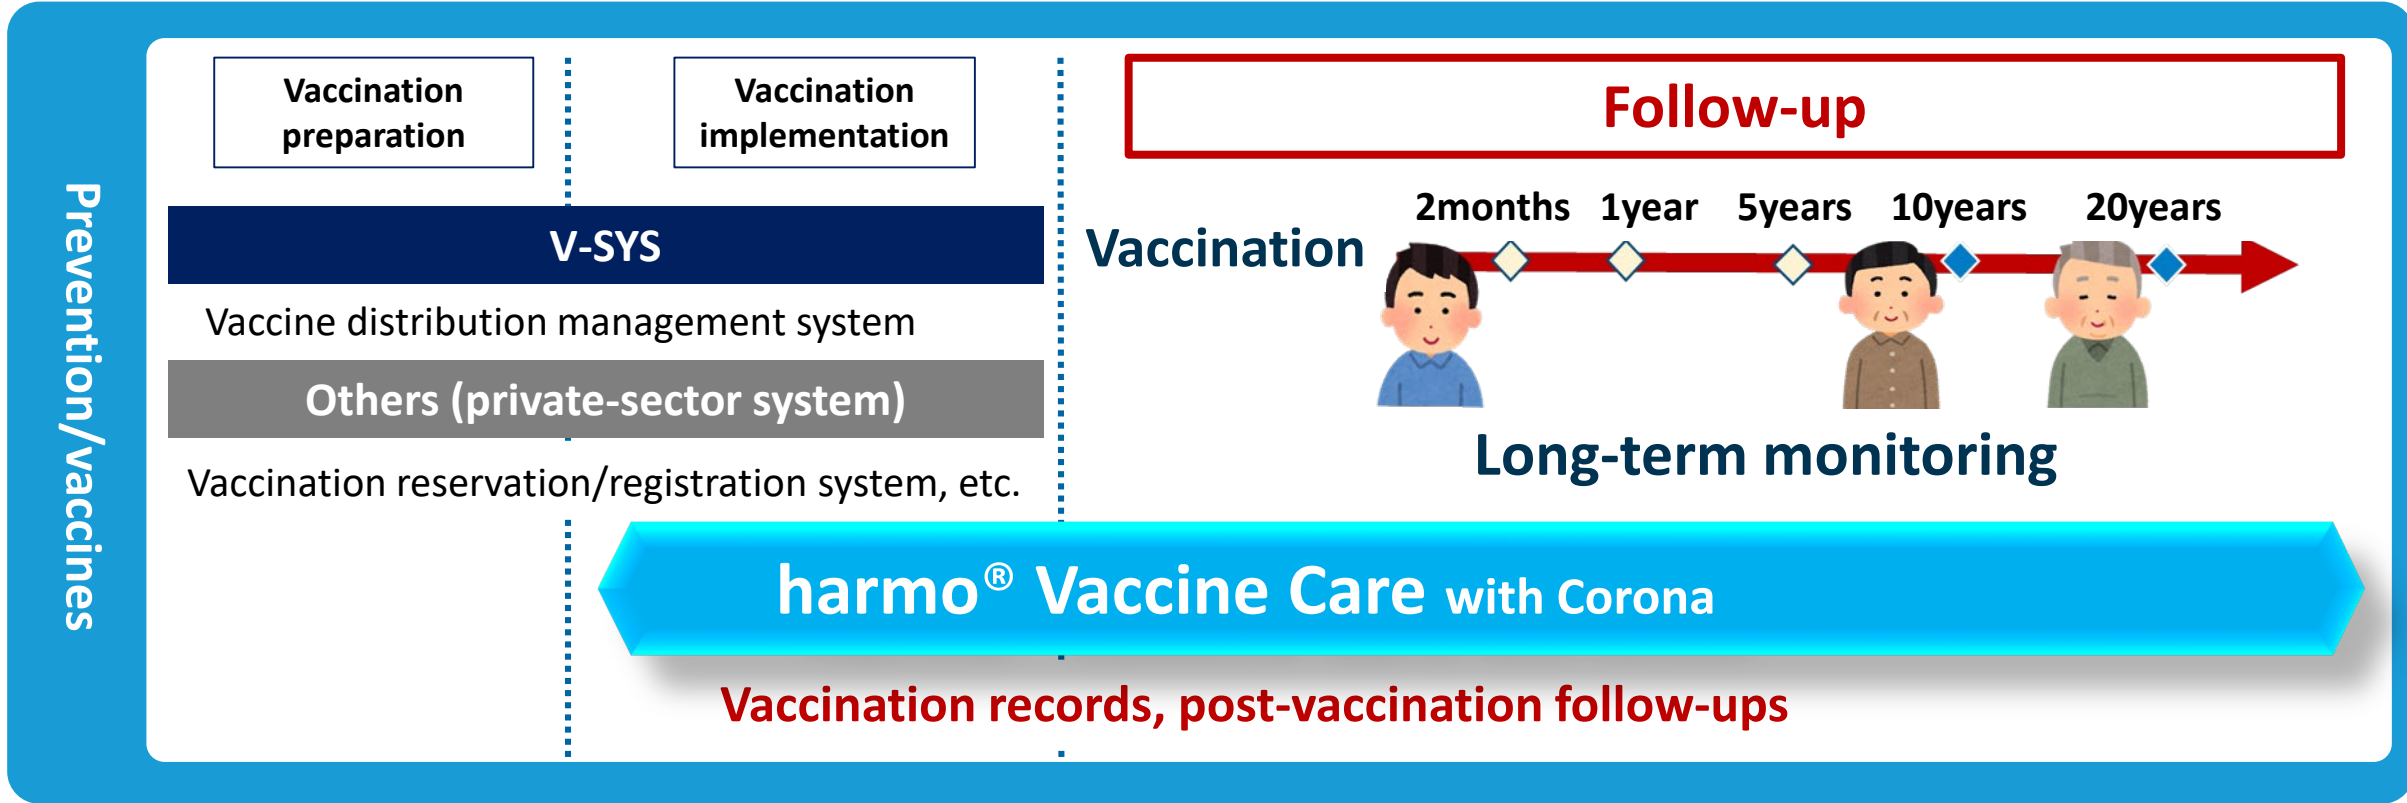 Prevention/vaccines
Vaccination
preparation
Vaccination
implementation
Follow-up
V-SYS
Vaccine distribution management system
Others (private-sector system)
Vaccination reservation/registration system, etc.
2months 1year 5years 10years 20years
Vaccination
Long-term monitoring
harmo® Vaccine Care with Corona
Vaccination records, post-vaccination follow-ups